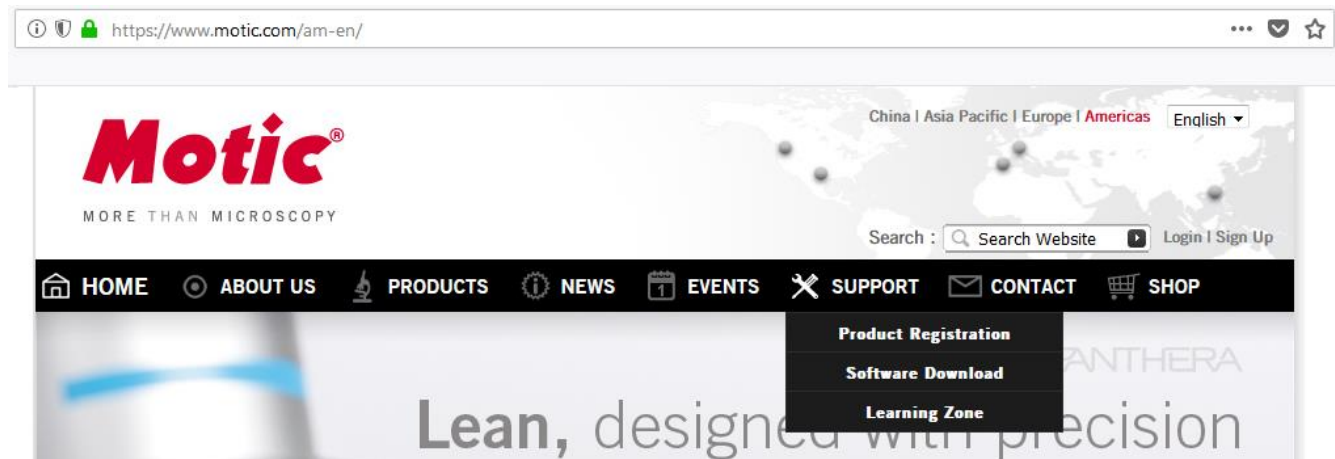 https://www.motic.com/am-en/
China I Asia Pacific I Europe I Americas English
Motic®
MORE THAN MICROSCOPY
Search : Search Website Login I Sign Up
HOME ABOUT US PRODUCTS NEWS 1 EVENTS SUPPORT CONTACT SHOP
Product Registration
Software Download
Learning Zone
ANTHERA
Lean, designed with precision